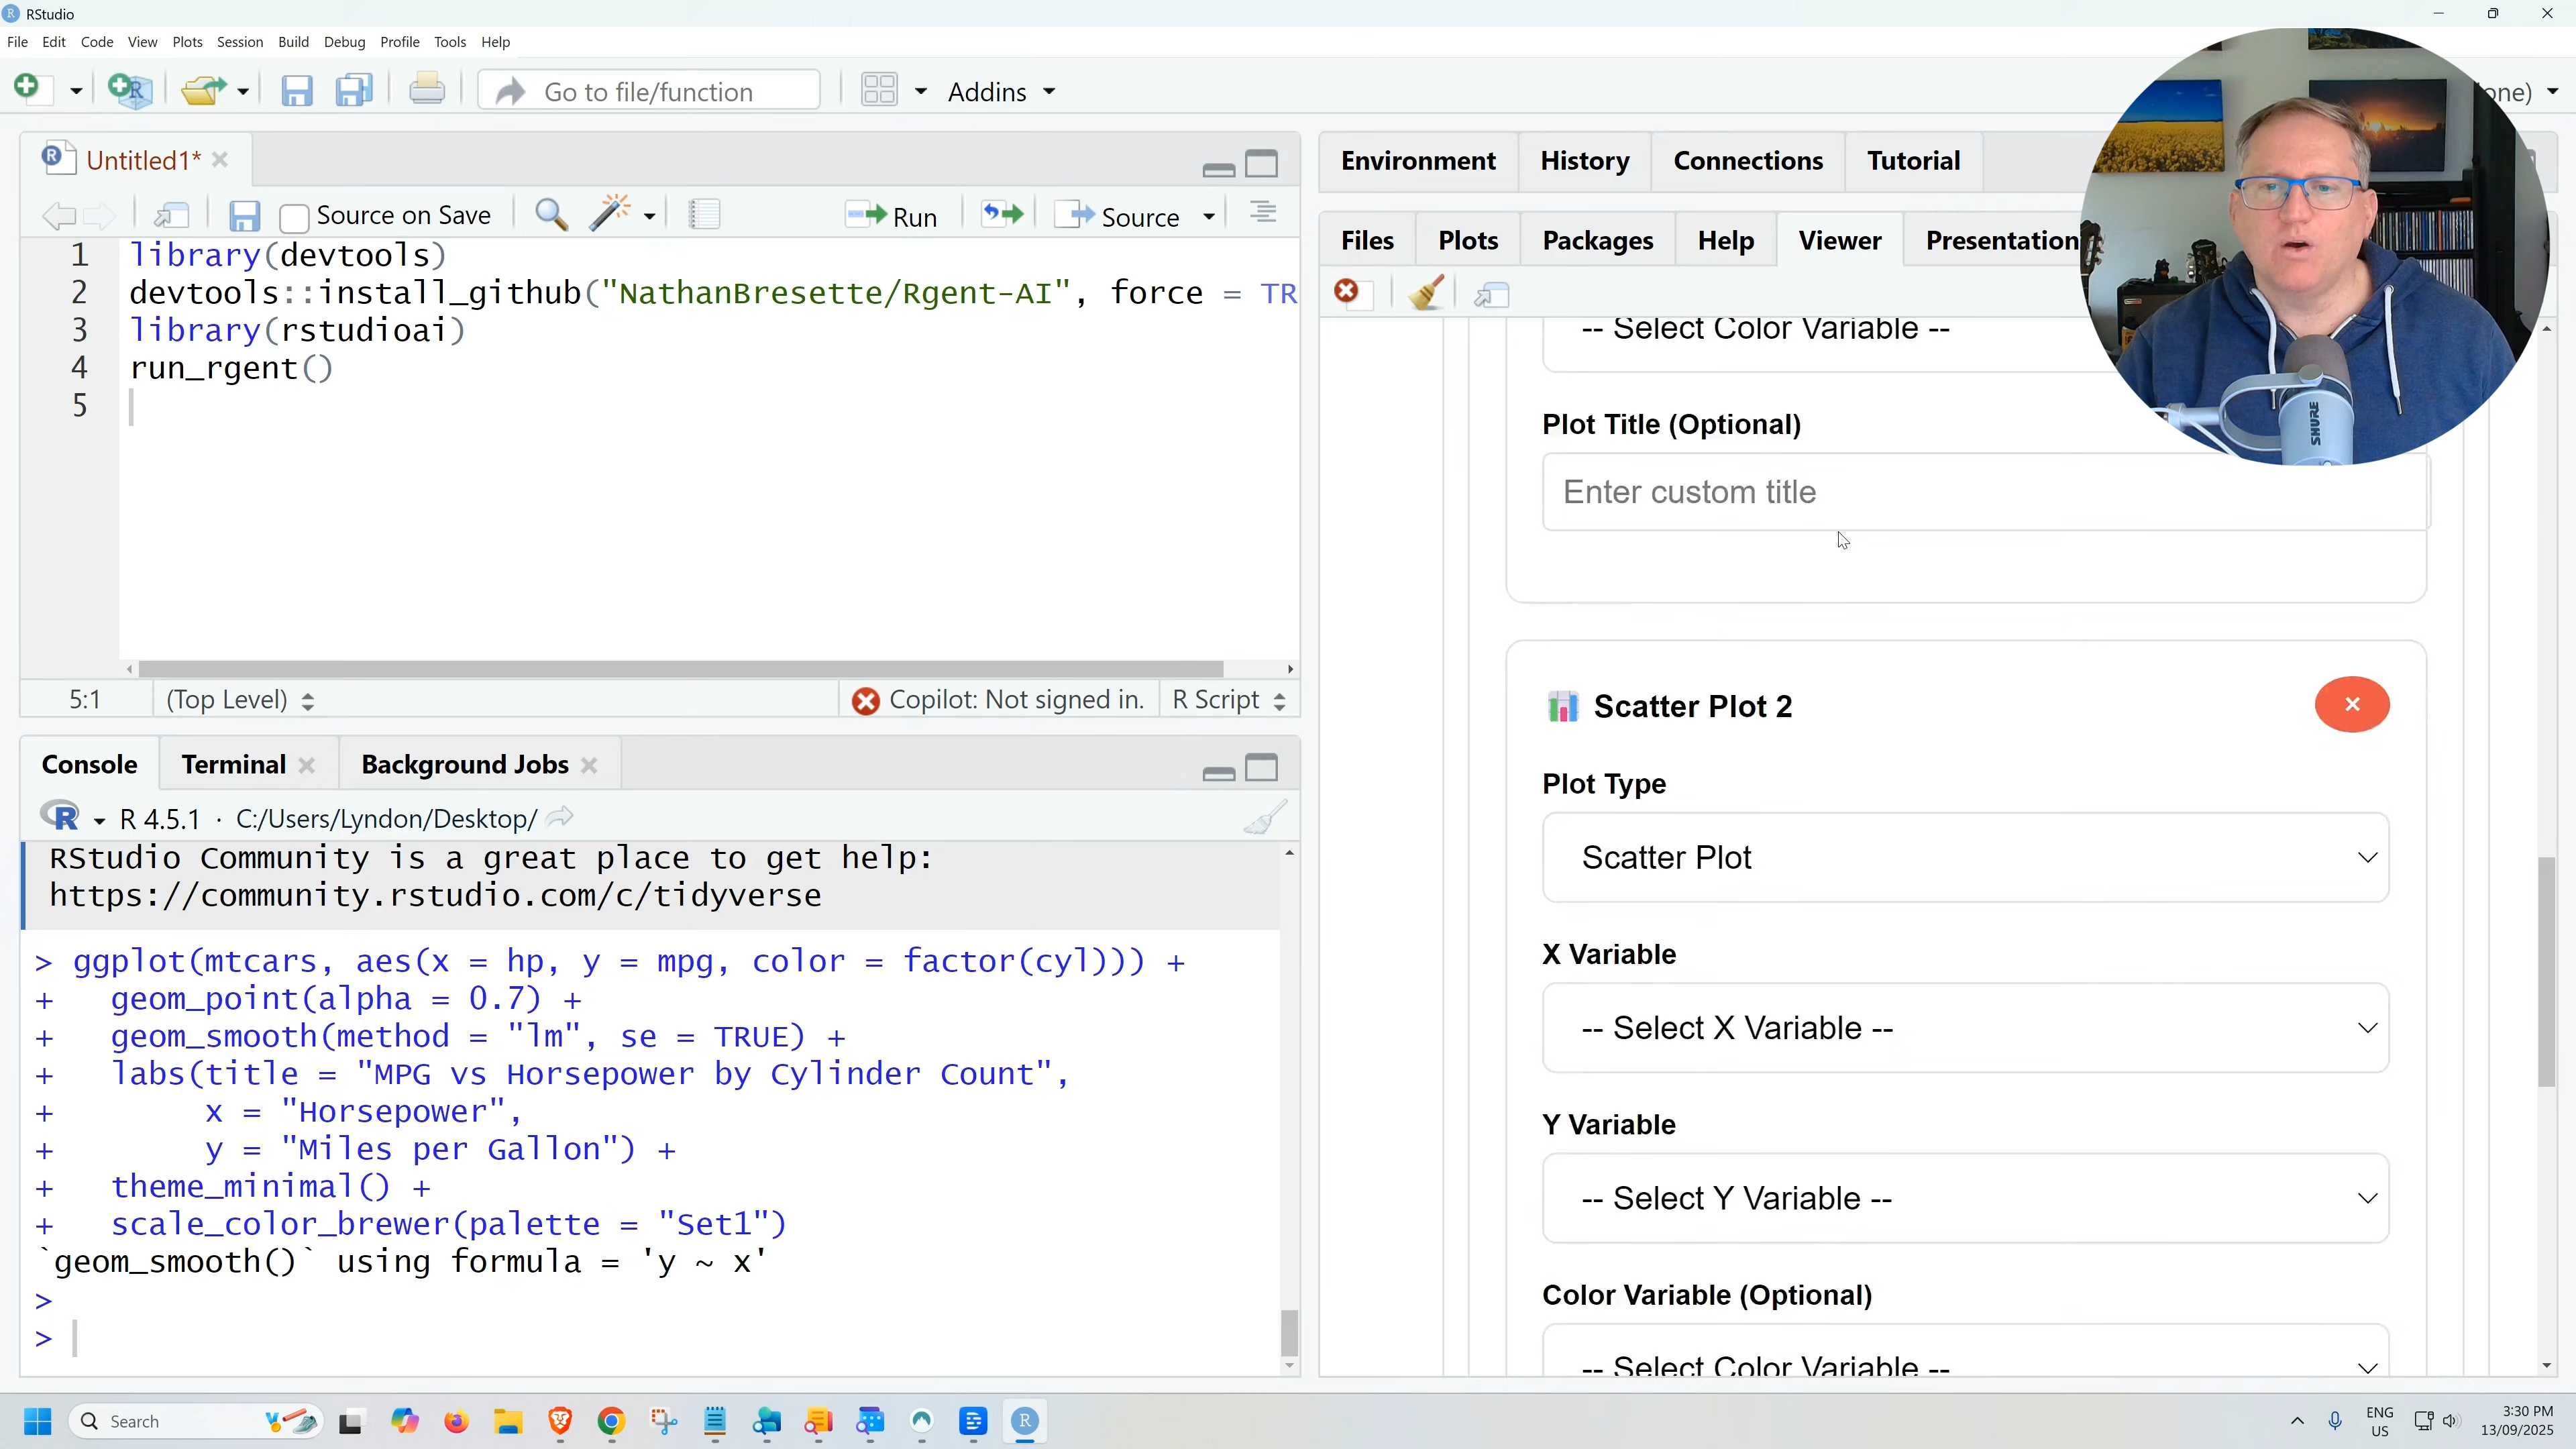 RStudio
File Edit Code View Plots Session Build Debug Profile Tools Help
Go to file/function Addins
Untitled1*
Source on Save Run Source
1 library(devtools)
2 devtools::install_github("NathanBresette/Rgent-AI", force = TR
3 library(rstudioai)
4 run_rgent()
5
5:1 (Top Level) Copilot: Not signed in. R Script
Console Terminal Background Jobs
R 4.5.1 · C:/Users/Lyndon/Desktop/
RStudio Community is a great place to get help:
https://community.rstudio.com/c/tidyverse
> ggplot(mtcars, aes(x = hp, y = mpg, color = factor(cyl))) +
+ geom_point(alpha = 0.7) +
+ geom_smooth(method = "lm", se = TRUE) +
+ labs(title = "MPG vs Horsepower by Cylinder Count",
+ x = "Horsepower",
+ y = "Miles per Gallon") +
+ theme_minimal() +
+ scale_color_brewer(palette = "Set1")
`geom_smooth()` using formula = 'y ~ x'
>
>
Environment History Connections Tutorial
Files Plots Packages Help Viewer Presentation
-- Select Color Variable --
Plot Title (Optional)
Enter custom title
Scatter Plot 2
Plot Type
Scatter Plot
X Variable
-- Select X Variable --
Y Variable
-- Select Y Variable --
Color Variable (Optional)
-- Select Color Variable --
SHURE
Search
ENG
US
3:30 PM
13/09/2025